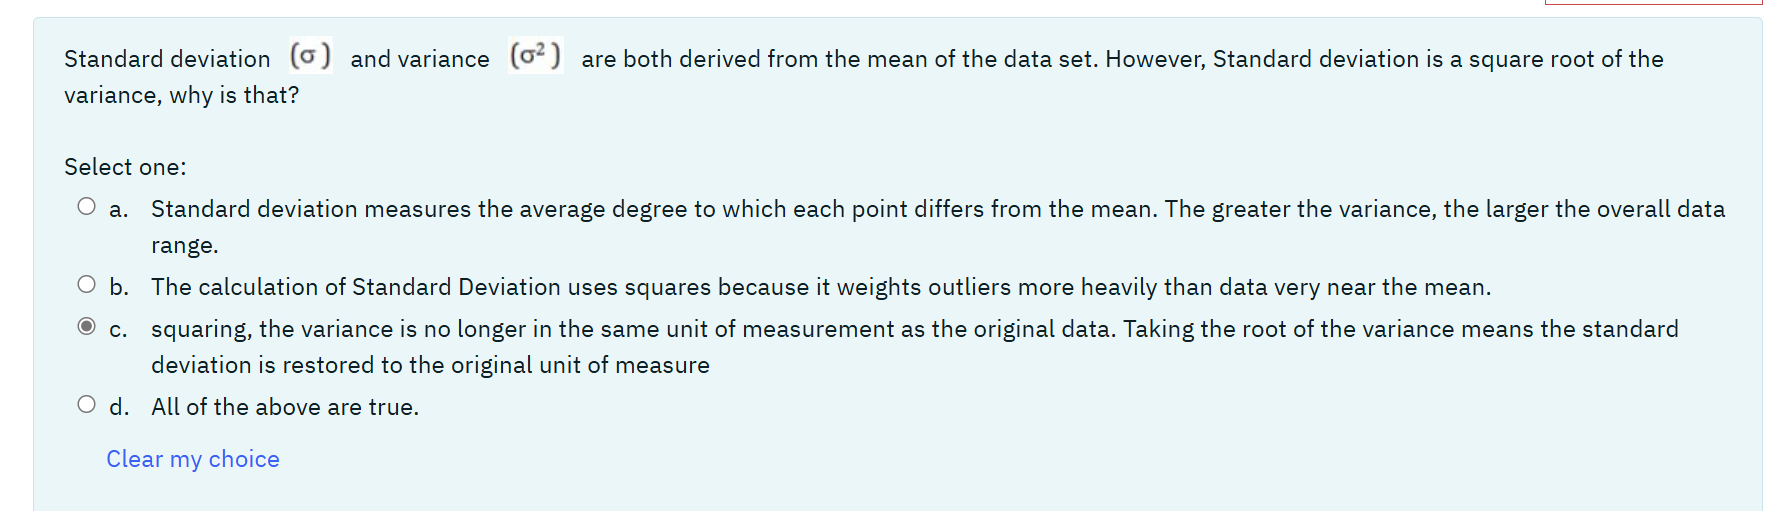 Standard deviation (σ) and variance (σ²) are both derived from the mean of the data set. However, Standard deviation is a square root of the
variance, why is that?
Select one:
a. Standard deviation measures the average degree to which each point differs from the mean. The greater the variance, the larger the overall data
range.
b. The calculation of Standard Deviation uses squares because it weights outliers more heavily than data very near the mean.
c. squaring, the variance is no longer in the same unit of measurement as the original data. Taking the root of the variance means the standard
deviation is restored to the original unit of measure
d. All of the above are true.
Clear my choice